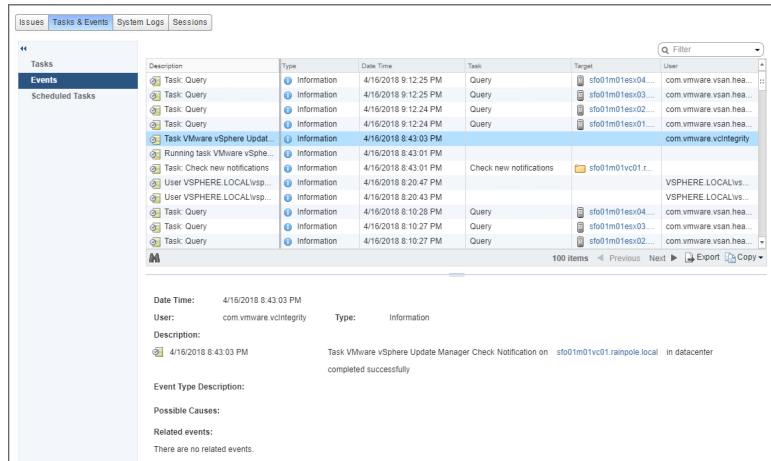 Issues Tasks & Events System Logs Sessions
Filter
Tasks
Events
Scheduled Tasks
Description Type Date Time Task Target User
Task: Query Information 4/16/2018 9:12:25 PM Query sfo01m01esx04.... com.vmware.vsan.hea...
Task: Query Information 4/16/2018 9:12:25 PM Query sfo01m01esx03.... com.vmware.vsan.hea...
Task: Query Information 4/16/2018 9:12:24 PM Query sfo01m01esx02.... com.vmware.vsan.hea...
Task: Query Information 4/16/2018 9:12:24 PM Query sfo01m01esx01.... com.vmware.vsan.hea...
Task VMware vSphere Updat... Information 4/16/2018 8:43:03 PM com.vmware.vcIntegrity
Running task VMware vSphe... Information 4/16/2018 8:43:01 PM
Task: Check new notifications Information 4/16/2018 8:43:01 PM Check new notifications sfo01m01vc01.r...
User VSPHERE.LOCAL\vsp... Information 4/16/2018 8:20:47 PM VSPHERE.LOCAL\vs...
User VSPHERE.LOCAL\vsp... Information 4/16/2018 8:20:43 PM VSPHERE.LOCAL\vs...
Task: Query Information 4/16/2018 8:10:28 PM Query sfo01m01esx04.... com.vmware.vsan.hea...
Task: Query Information 4/16/2018 8:10:27 PM Query sfo01m01esx03.... com.vmware.vsan.hea...
Task: Query Information 4/16/2018 8:10:27 PM Query sfo01m01esx02.... com.vmware.vsan.hea...
100 items Previous Next Export Copy
Date Time: 4/16/2018 8:43:03 PM
User: com.vmware.vcIntegrity Type: Information
Description:
4/16/2018 8:43:03 PM Task VMware vSphere Update Manager Check Notification on sfo01m01vc01.rainpole.local in datacenter
completed successfully
Event Type Description:
Possible Causes:
Related events:
There are no related events.